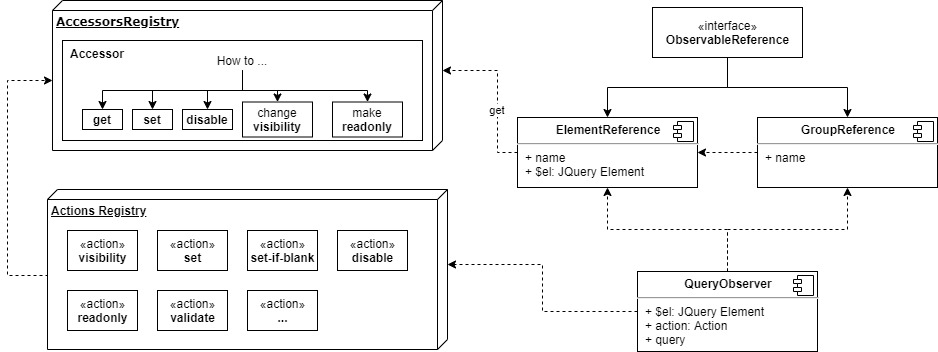 AccessorsRegistry
Accessor
How to ...
get
set
disable
change
visibility
make
readonly
«interface»
ObservableReference
get
ElementReference
+ name
+ $el: JQuery Element
GroupReference
+ name
Actions Registry
«action»
visibility
«action»
set
«action»
set-if-blank
«action»
disable
«action»
readonly
«action»
validate
«action»
...
QueryObserver
+ $el: JQuery Element
+ action: Action
+ query